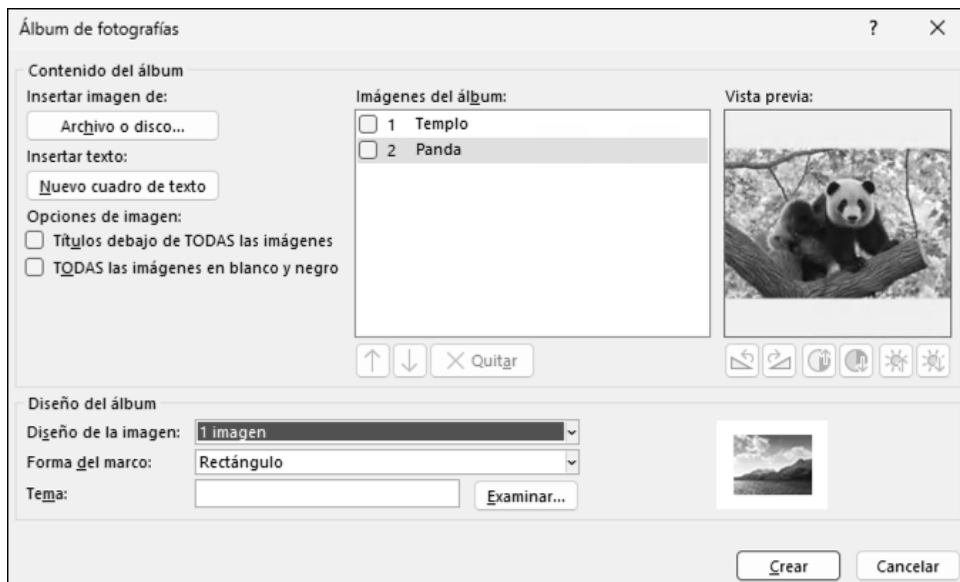 Álbum de fotografías
Contenido del álbum
Insertar imagen de:
Archivo o disco...
Insertar texto:
Nuevo cuadro de texto
Opciones de imagen:
Títulos debajo de TODAS las imágenes
TODAS las imágenes en blanco y negro
Imágenes del álbum:
1 Templo
2 Panda
Quitar
Vista previa:
Diseño del álbum
Diseño de la imagen: 1 imagen
Forma del marco: Rectángulo
Tema: Examinar...
Crear Cancelar